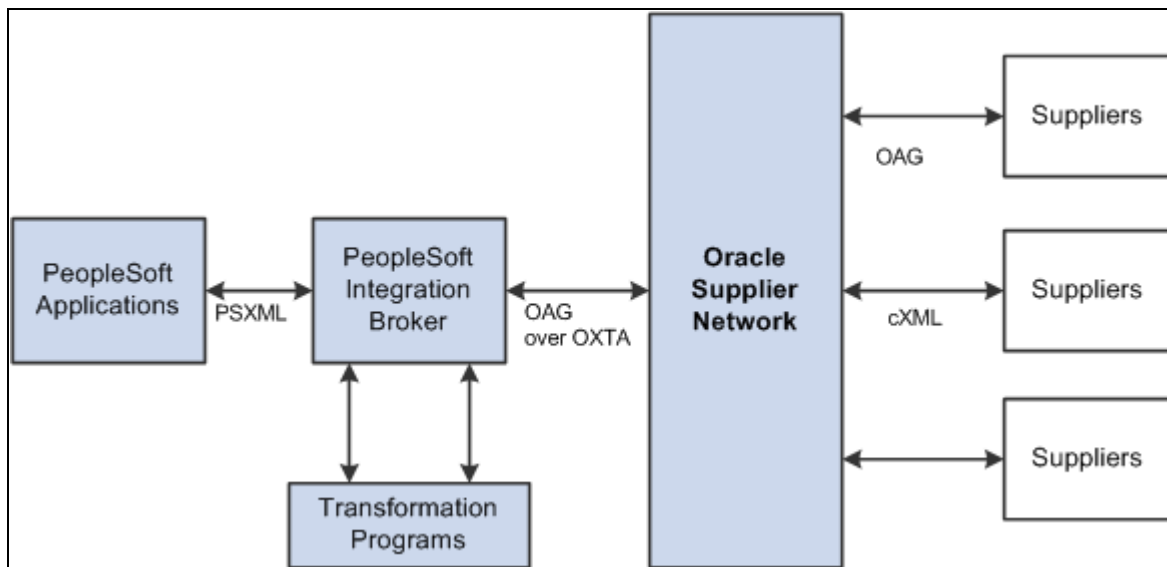 PeopleSoft
Applications
PSXML
PeopleSoft
Integration
Broker
OAG
over OXTA
Transformation
Programs
Oracle
Supplier
Network
OAG
Suppliers
cXML
Suppliers
Suppliers